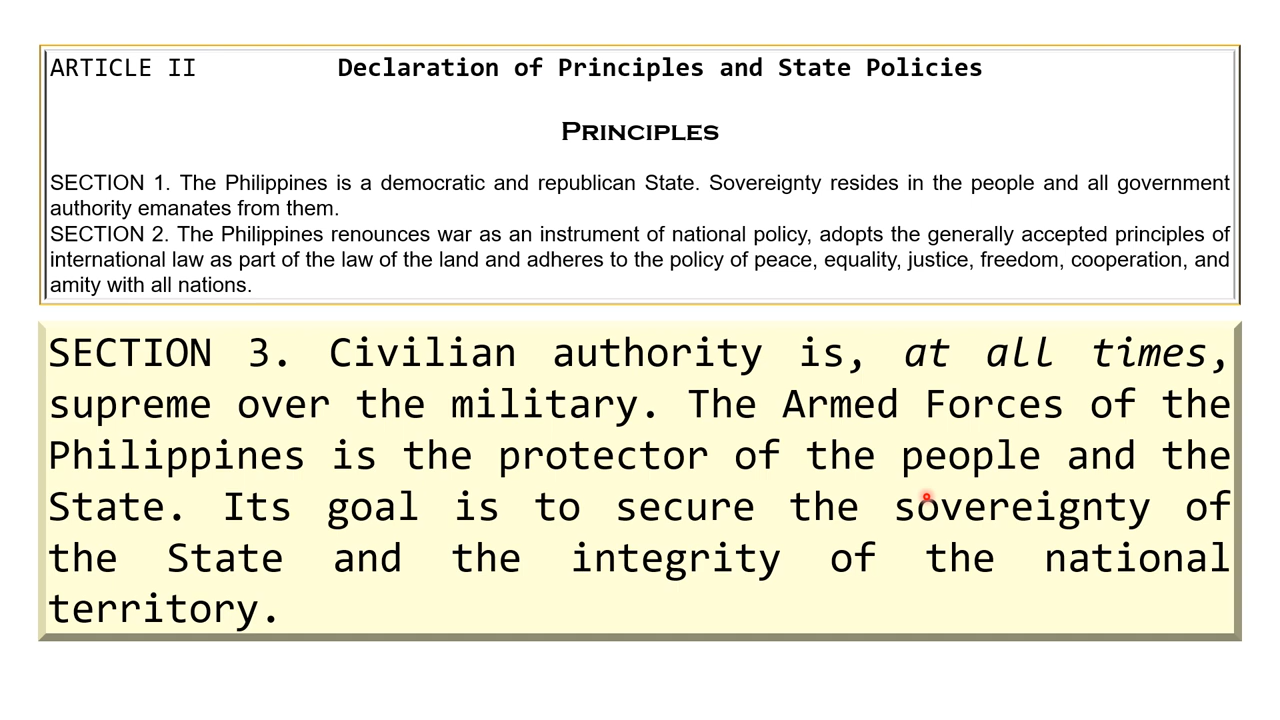 ARTICLE II Declaration of Principles and State Policies
PRINCIPLES
SECTION 1. The Philippines is a democratic and republican State. Sovereignty resides in the people and all government
authority emanates from them.
SECTION 2. The Philippines renounces war as an instrument of national policy, adopts the generally accepted principles of
international law as part of the law of the land and adheres to the policy of peace, equality, justice, freedom, cooperation, and
amity with all nations.
SECTION 3. Civilian authority is, at all times,
supreme over the military. The Armed Forces of the
Philippines is the protector of the people and the
State. Its goal is to secure the sovereignty of
the State and the integrity of the national
territory.